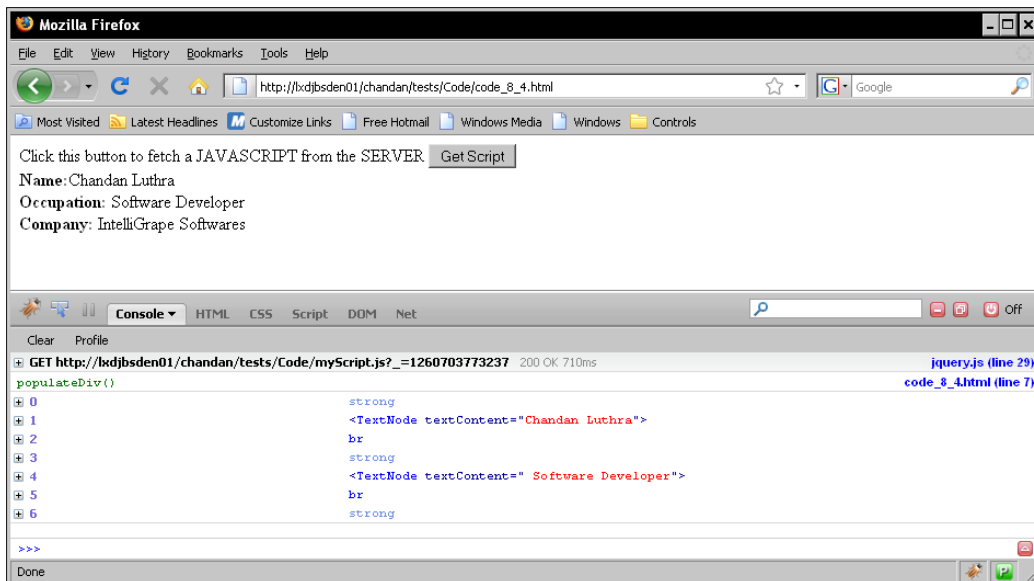 Mozilla Firefox
File Edit View History Bookmarks Tools Help
http://lxdjbsden01/chandan/tests/Code/code_8_4.html G Google
Most Visited Latest Headlines Customize Links Free Hotmail Windows Media Windows Controls
Click this button to fetch a JAVASCRIPT from the SERVER Get Script
Name:Chandan Luthra
Occupation: Software Developer
Company: IntelliGrape Softwares
Console HTML CSS Script DOM Net Off
Clear Profile
GET http://lxdjbsden01/chandan/tests/Code/myScript.js?_=1260703773237 200 OK 710ms jquery.js (line 29)
populateDiv() code_8_4.html (line 7)
0 strong
1 <TextNode textContent="Chandan Luthra">
2 br
3 strong
4 <TextNode textContent=" Software Developer">
5 br
6 strong
>>>
Done